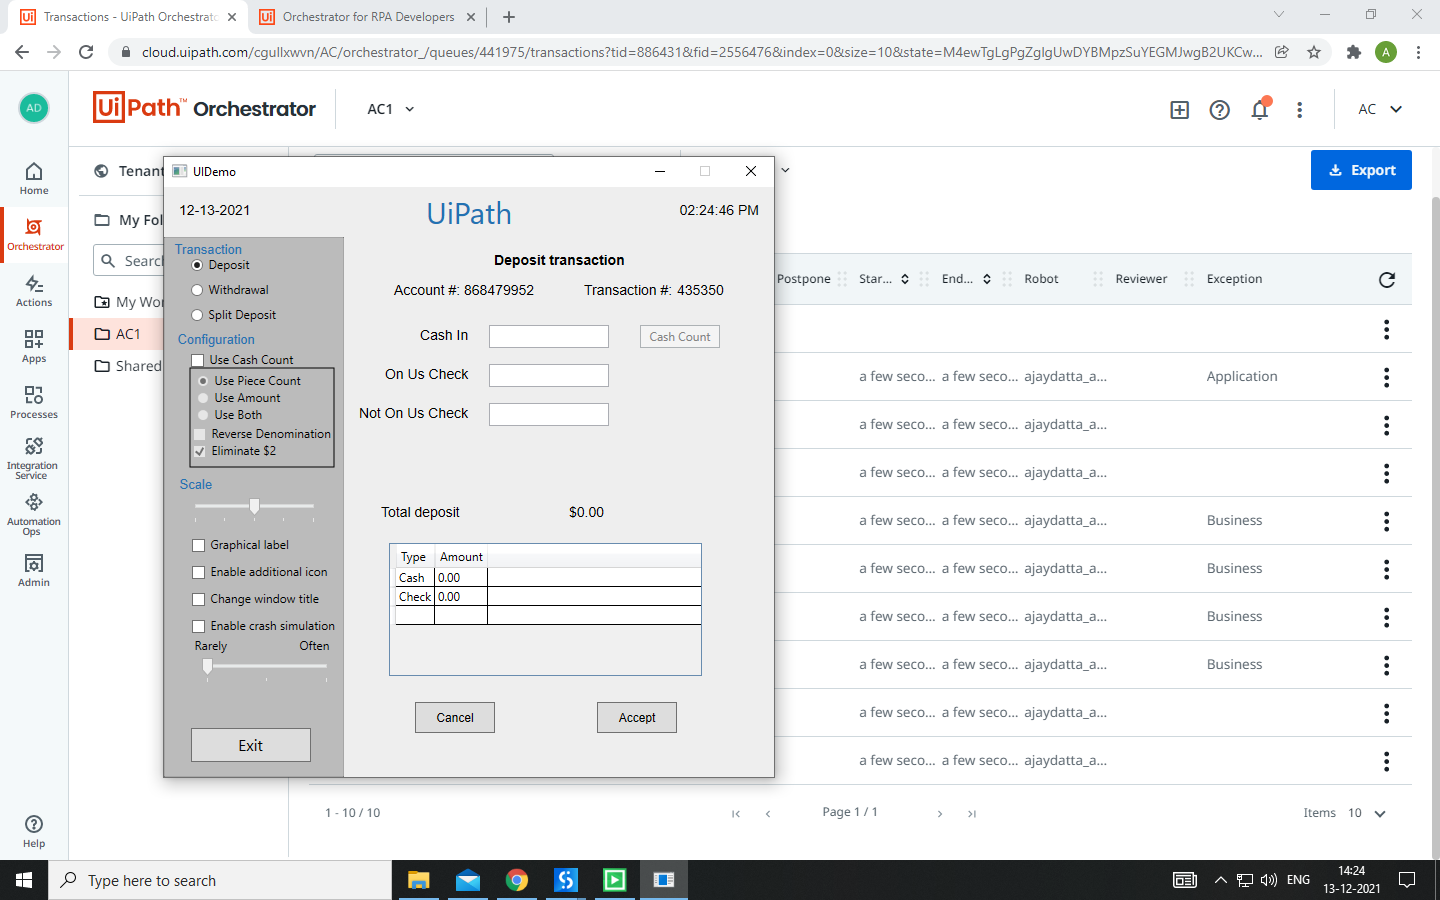 Transactions - UiPath Orchestrato
Orchestrator for RPA Developers
cloud.uipath.com/cgullxwvn/AC/orchestrator_/queues/441975/transactions?tid=886431&fid=2556476&index=0&size=10&state=M4ewTgLgPgZglgUwDYBMpzSuYEGMJwgB2UKCw...
A
AD
UiPath Orchestrator
AC1
AC
Home
Orchestrator
Actions
Apps
Processes
Integration Service
Automation Ops
Admin
Help
Tenant
My Fol
Search
My Wor
AC1
Shared
Export
UIDemo
12-13-2021
UiPath
02:24:46 PM
Transaction
Deposit
Withdrawal
Split Deposit
Configuration
Use Cash Count
Use Piece Count
Use Amount
Use Both
Reverse Denomination
Eliminate $2
Scale
Graphical label
Enable additional icon
Change window title
Enable crash simulation
Rarely Often
Exit
Deposit transaction
Account #: 868479952 Transaction #: 435350
Cash In Cash Count
On Us Check
Not On Us Check
Total deposit $0.00
Type Amount
Cash 0.00
Check 0.00
Cancel Accept
Postpone Star... End... Robot Reviewer Exception
a few seco... a few seco... ajaydatta_a... Application
a few seco... a few seco... ajaydatta_a...
a few seco... a few seco... ajaydatta_a...
a few seco... a few seco... ajaydatta_a... Business
a few seco... a few seco... ajaydatta_a... Business
a few seco... a few seco... ajaydatta_a... Business
a few seco... a few seco... ajaydatta_a... Business
a few seco... a few seco... ajaydatta_a...
a few seco... a few seco... ajaydatta_a...
1 - 10 / 10 Page 1 / 1 Items 10
Type here to search
ENG
14:24
13-12-2021